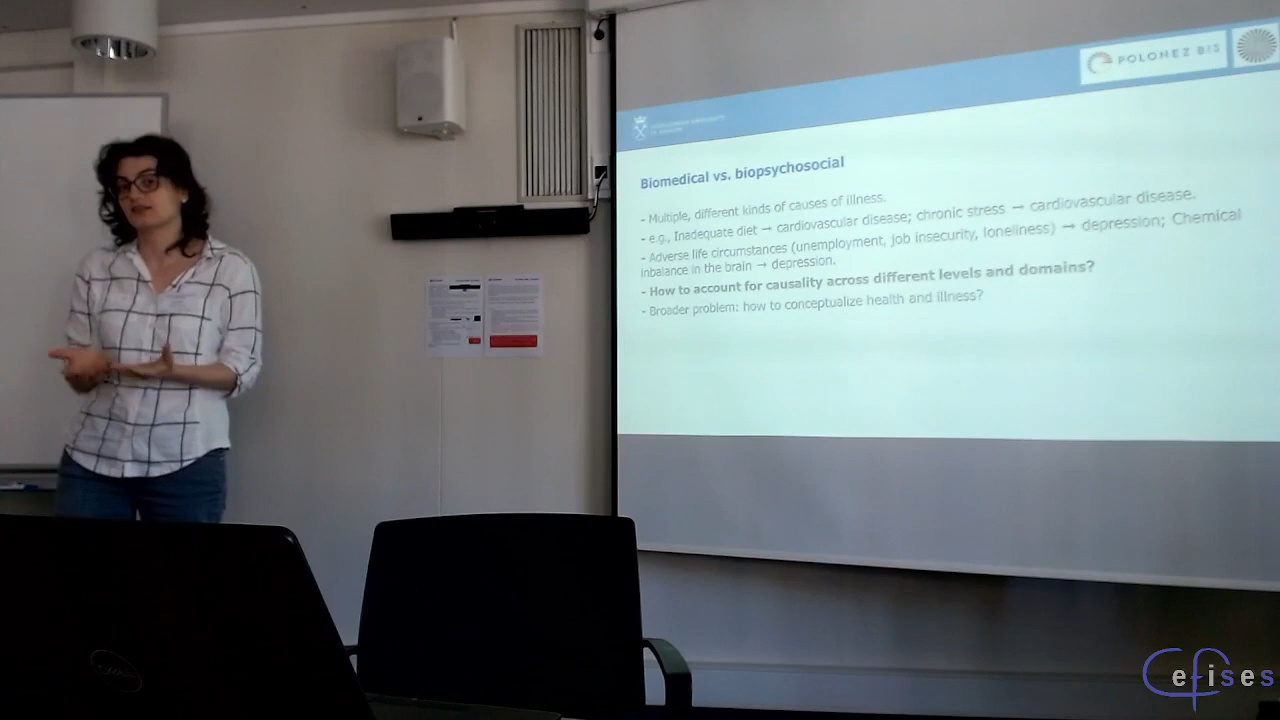 POLONEZ BIS
Biomedical vs. biopsychosocial
- Multiple, different kinds of causes of illness.
- e.g., Inadequate diet → cardiovascular disease; chronic stress → cardiovascular disease.
- Adverse life circumstances (unemployment, job insecurity, loneliness) → depression; Chemical
inbalance in the brain → depression.
- How to account for causality across different levels and domains?
- Broader problem: how to conceptualize health and illness?
DELL
Cefises